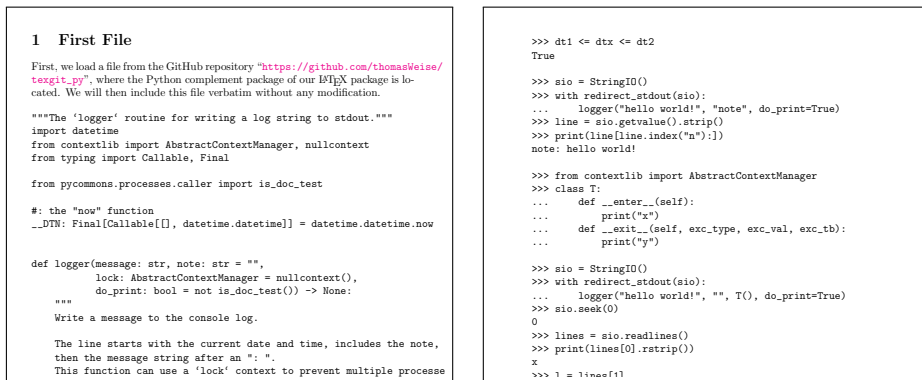 1 First File
First, we load a file from the GitHub repository “https://github.com/thomasWeise/
texgit_py”, where the Python complement package of our LATEX package is lo-
cated. We will then include this file verbatim without any modification.
"""The ‘logger‘ routine for writing a log string to stdout."""
import datetime
from contextlib import AbstractContextManager, nullcontext
from typing import Callable, Final
from pycommons.processes.caller import is_doc_test
#: the "now" function
__DTN: Final[Callable[[], datetime.datetime]] = datetime.datetime.now
def logger(message: str, note: str = "",
           lock: AbstractContextManager = nullcontext(),
           do_print: bool = not is_doc_test()) -> None:
    """
    Write a message to the console log.
    The line starts with the current date and time, includes the note,
    then the message string after an ": ".
    This function can use a ‘lock‘ context to prevent multiple processe
>>> dt1 <= dtx <= dt2
True
>>> sio = StringIO()
>>> with redirect_stdout(sio):
...     logger("hello world!", "note", do_print=True)
>>> line = sio.getvalue().strip()
>>> print(line[line.index("n"):])
note: hello world!
>>> from contextlib import AbstractContextManager
>>> class T:
...     def __enter__(self):
...         print("x")
...     def __exit__(self, exc_type, exc_val, exc_tb):
...         print("y")
>>> sio = StringIO()
>>> with redirect_stdout(sio):
...     logger("hello world!", "", T(), do_print=True)
>>> sio.seek(0)
0
>>> lines = sio.readlines()
>>> print(lines[0].rstrip())
x
>>> l = lines[1]